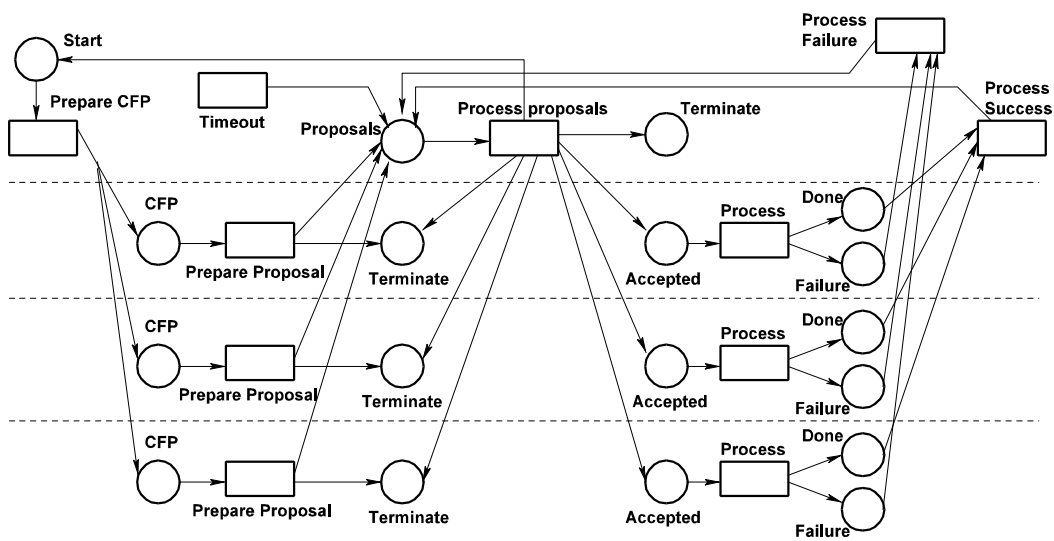 Start
Process
Failure
Prepare CFP
Timeout
Proposals
Process proposals
Terminate
Process
Success
CFP
Prepare Proposal
Terminate
Accepted
Process
Done
Failure
CFP
Prepare Proposal
Terminate
Accepted
Process
Done
Failure
CFP
Prepare Proposal
Terminate
Accepted
Process
Done
Failure